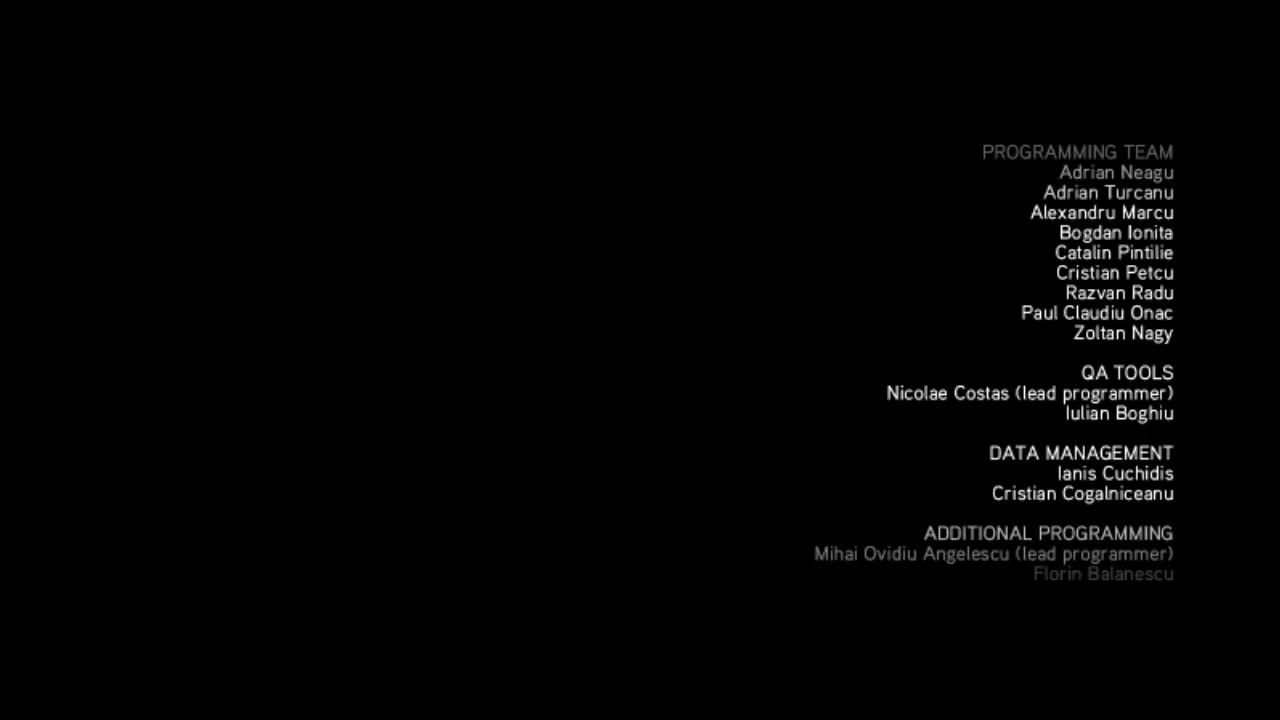 PROGRAMMING TEAM
Adrian Neagu
Adrian Turcanu
Alexandru Marcu
Bogdan Ionita
Catalin Pintilie
Cristian Petcu
Razvan Radu
Paul Claudiu Onac
Zoltan Nagy
QA TOOLS
Nicolae Costas (lead programmer)
Iulian Boghiu
DATA MANAGEMENT
Ianis Cuchidis
Cristian Cogalniceanu
ADDITIONAL PROGRAMMING
Mihai Ovidiu Angelescu (lead programmer)
Florin Balanescu